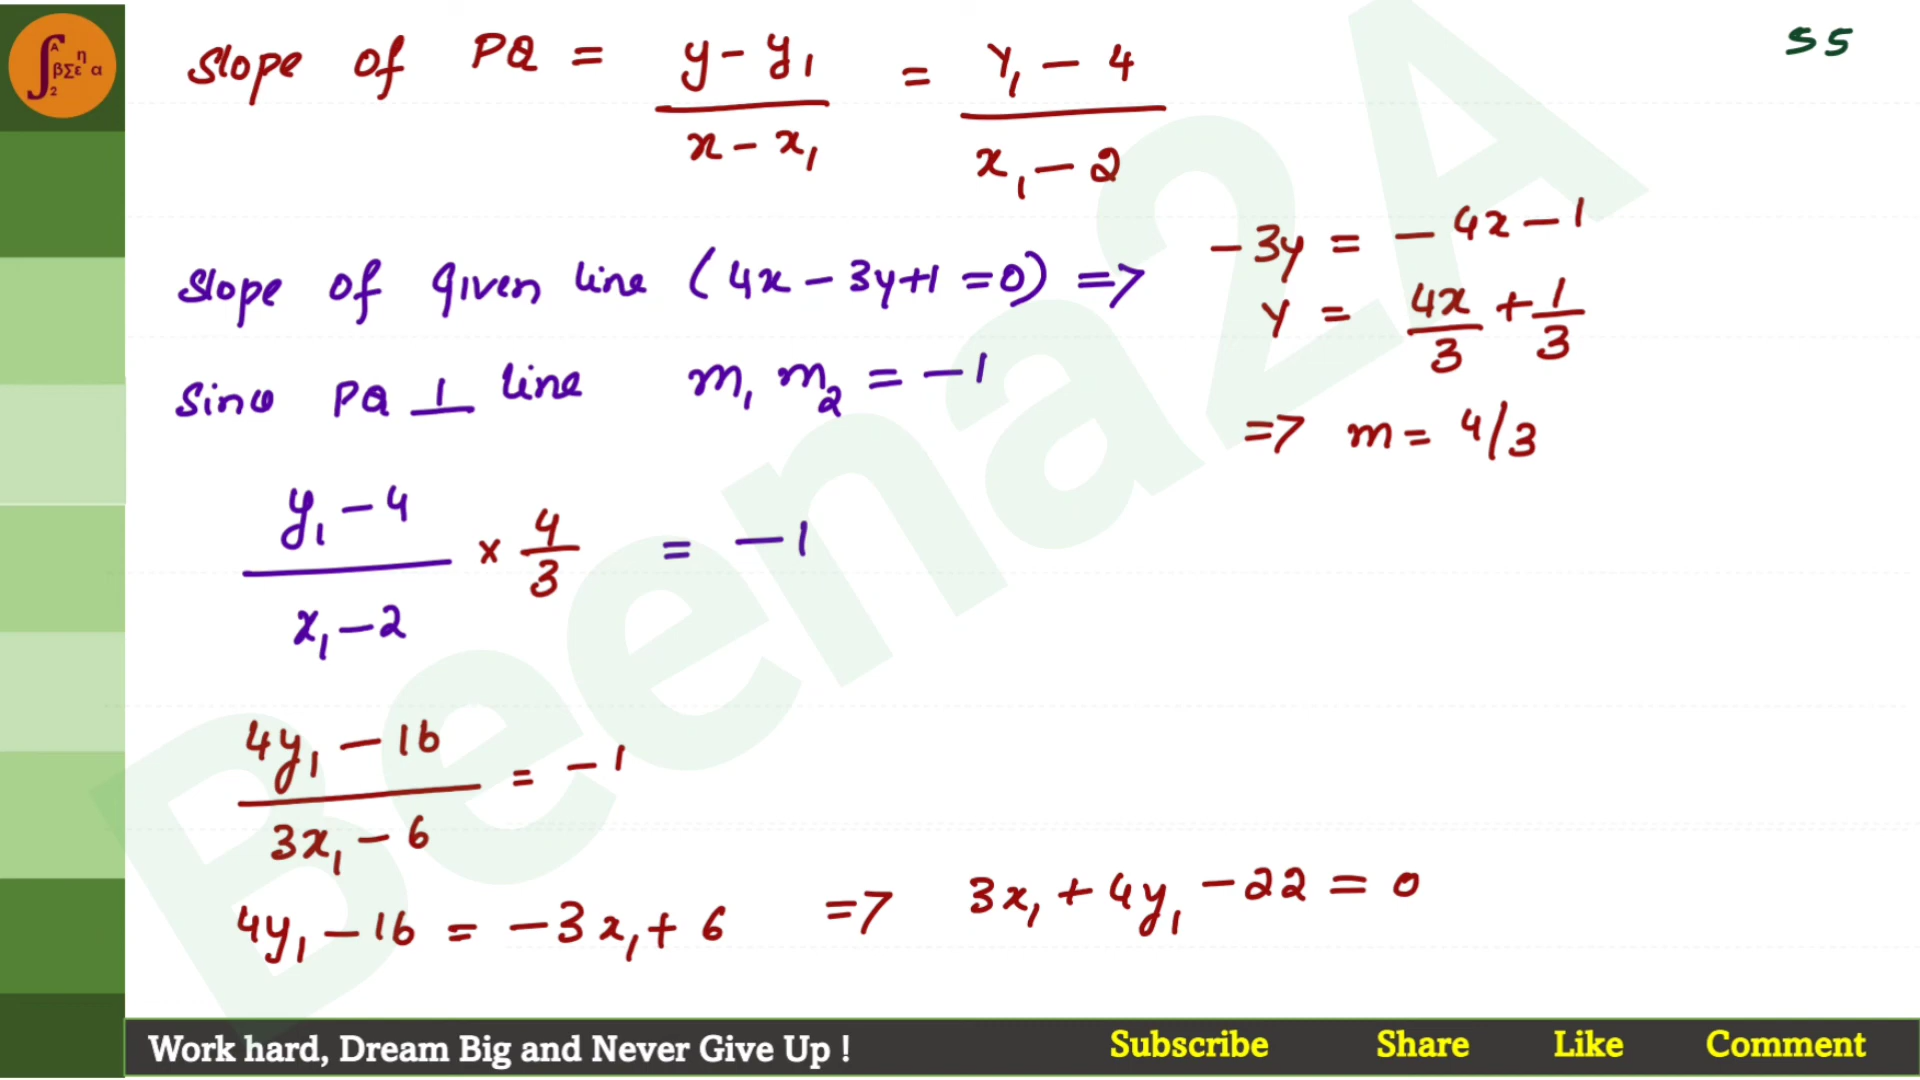 S5
Slope of PQ = y - y₁ / x - x₁ = y₁ - 4 / x₁ - 2
Slope of given line (4x - 3y + 1 = 0) =>
-3y = -4x - 1
y = 4x/3 + 1/3
=> m = 4/3
Since PQ ⊥ line m₁ m₂ = -1
y₁ - 4 / x₁ - 2 × 4/3 = -1
4y₁ - 16 / 3x₁ - 6 = -1
4y₁ - 16 = -3x₁ + 6 => 3x₁ + 4y₁ - 22 = 0
Beena2A
Work hard, Dream Big and Never Give Up !
Subscribe Share Like Comment